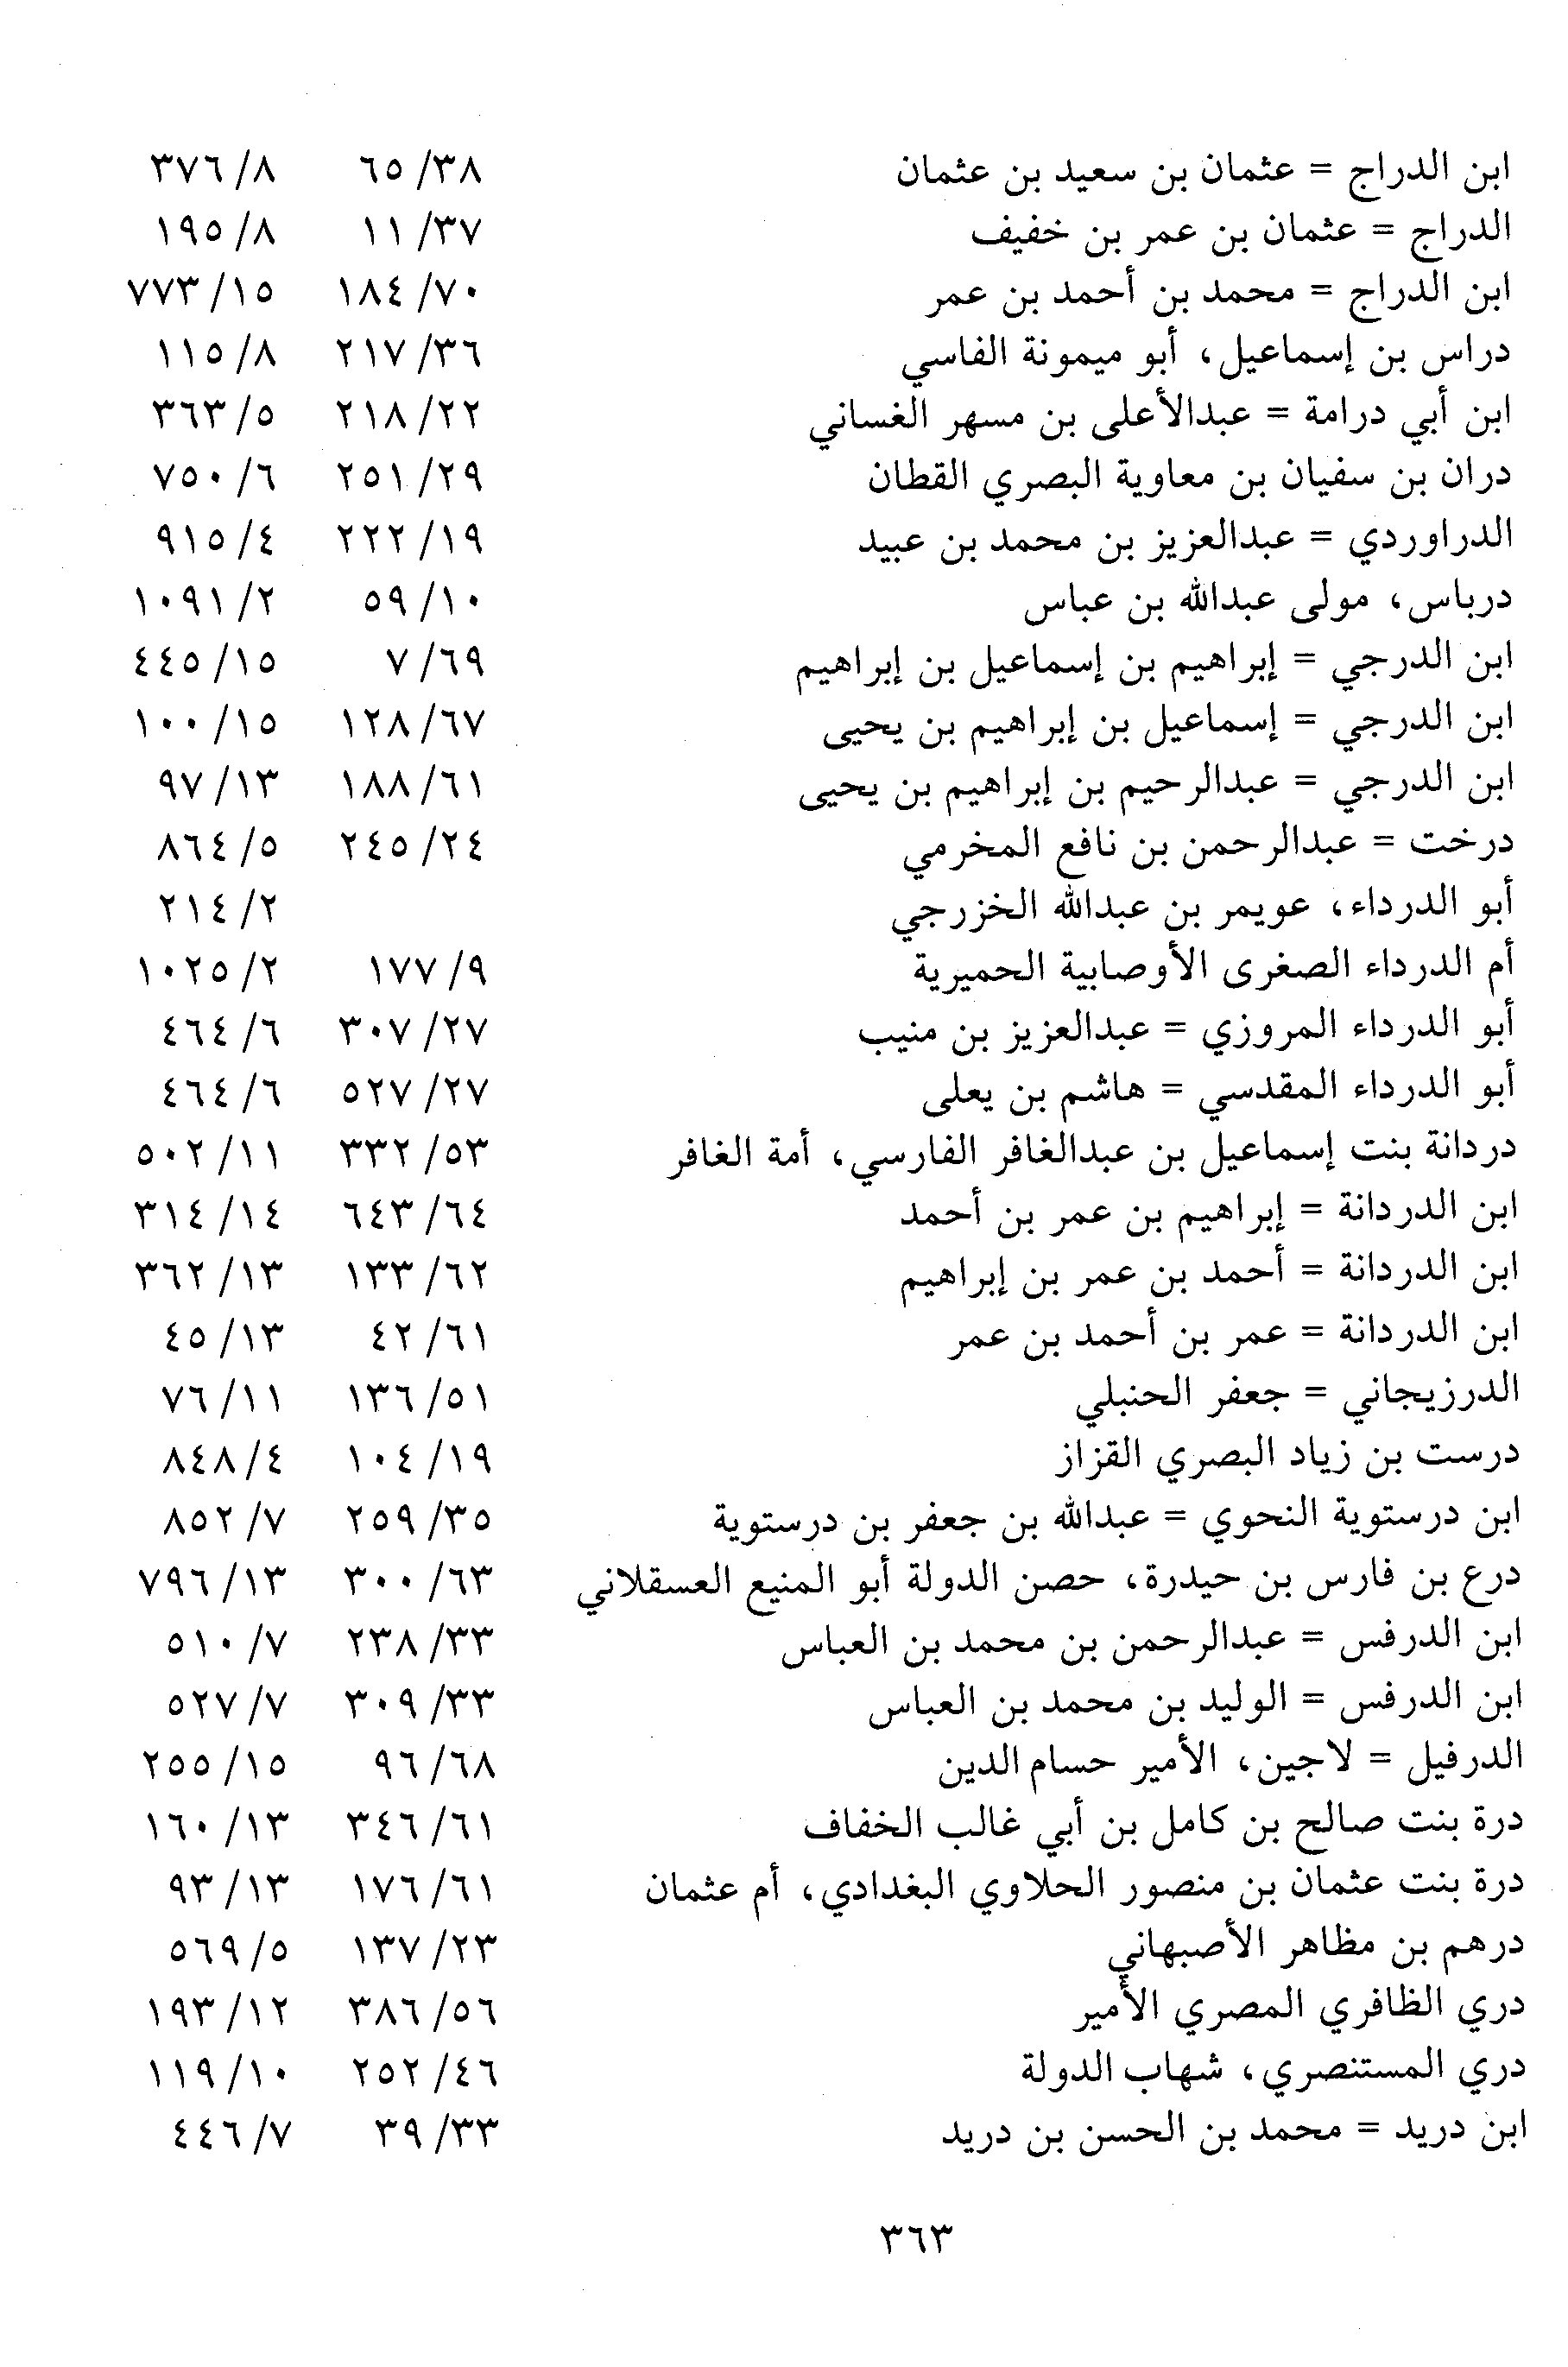 ابن الدراج = عثمان بن سعيد بن عثمان ٦٥/٣٨ ٣٧٦/٨
الدراج = عثمان بن عمر بن خفيف ١١/٣٧ ١٩٥/٨
ابن الدراج = محمد بن أحمد بن عمر ١٨٤/٧٠ ٧٧٣/١٥
دراس بن إسماعيل، أبو ميمونة الفاسي ٢١٧/٣٦ ١١٥/٨
ابن أبي درامة = عبدالأعلى بن مسهر الغساني ٢١٨/٢٢ ٣٦٣/٥
دران بن سفيان بن معاوية البصري القطان ٢٥١/٢٩ ٧٥٠/٦
الدراوردي = عبدالعزيز بن محمد بن عبيد ٢٢٢/١٩ ٩١٥/٤
درباس، مولى عبدالله بن عباس ٥٩/١٠ ١٠٩١/٢
ابن الدرجي = إبراهيم بن إسماعيل بن إبراهيم ٧/٦٩ ٤٤٥/١٥
ابن الدرجي = إسماعيل بن إبراهيم بن يحيى ١٢٨/٦٧ ١٠٠/١٥
ابن الدرجي = عبدالرحيم بن إبراهيم بن يحيى ١٨٨/٦١ ٩٧/١٣
درخت = عبدالرحمن بن نافع المخرمي ٢٤٥/٢٤ ٨٦٤/٥
أبو الدرداء، عويمر بن عبدالله الخزرجي ٢١٤/٢
أم الدرداء الصغرى الأوصابية الحميرية ١٧٧/٩ ١٠٢٥/٢
أبو الدرداء المروزي = عبدالعزيز بن منيب ٣٠٧/٢٧ ٤٦٤/٦
أبو الدرداء المقدسي = هاشم بن يعلى ٥٢٧/٢٧ ٤٦٤/٦
دردانة بنت إسماعيل بن عبدالغافر الفارسي، أمة الغافر ٣٣٢/٥٣ ٥٠٢/١١
ابن الدردانة = إبراهيم بن عمر بن أحمد ٦٤٣/٦٤ ٣١٤/١٤
ابن الدردانة = أحمد بن عمر بن إبراهيم ١٣٣/٦٢ ٣٦٢/١٣
ابن الدردانة = عمر بن أحمد بن عمر ٤٢/٦١ ٤٥/١٣
الدرزيجاني = جعفر الحنبلي ١٣٦/٥١ ٧٦/١١
درست بن زياد البصري القزاز ١٠٤/١٩ ٨٤٨/٤
ابن درستوية النحوي = عبدالله بن جعفر بن درستوية ٢٥٩/٣٥ ٨٥٢/٧
درع بن فارس بن حيدرة، حصن الدولة أبو المنيع العسقلاني ٣٠٠/٦٣ ٧٩٦/١٣
ابن الدرفس = عبدالرحمن بن محمد بن العباس ٢٣٨/٣٣ ٥١٠/٧
ابن الدرفس = الوليد بن محمد بن العباس ٣٠٩/٣٣ ٥٢٧/٧
الدرفيل = لاجين، الأمير حسام الدين ٩٦/٦٨ ٢٥٥/١٥
درة بنت صالح بن كامل بن أبي غالب الخفاف ٣٤٦/٦١ ١٦٠/١٣
درة بنت عثمان بن منصور الحلاوي البغدادي، أم عثمان ١٧٦/٦١ ٩٣/١٣
درهم بن مظاهر الأصبهاني ١٣٧/٢٣ ٥٦٩/٥
دري الظافري المصري الأمير ٣٨٦/٥٦ ١٩٣/١٢
دري المستنصري، شهاب الدولة ٢٥٢/٤٦ ١١٩/١٠
ابن دريد = محمد بن الحسن بن دريد ٣٩/٣٣ ٤٤٦/٧
٣٦٣